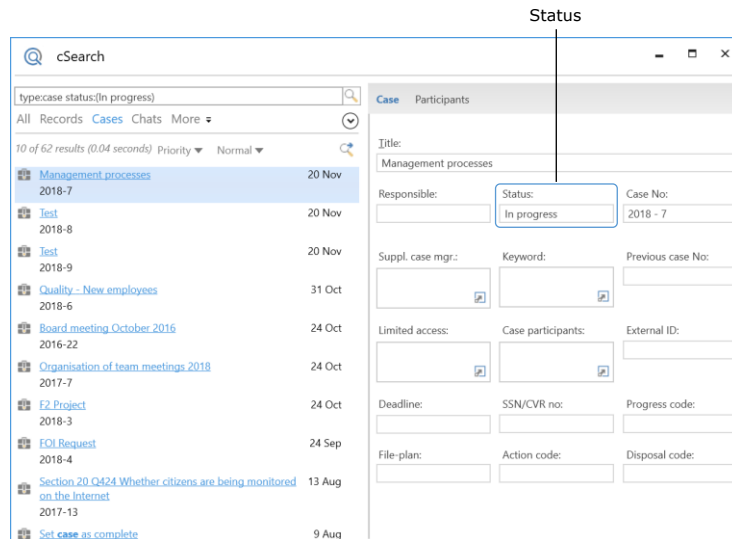 Status
cSearch
type:case status:(In progress)
All Records Cases Chats More
10 of 62 results (0.04 seconds) Priority Normal
Management processes 20 Nov
2018-7
Test 20 Nov
2018-8
Test 20 Nov
2018-9
Quality - New employees 31 Oct
2018-6
Board meeting October 2016 24 Oct
2016-22
Organisation of team meetings 2018 24 Oct
2017-7
F2 Project 24 Oct
2018-3
FOI Request 24 Sep
2018-4
Section 20 Q424 Whether citizens are being monitored 13 Aug
on the Internet
2017-13
Set case as complete 9 Aug
Case Participants
Title:
Management processes
Responsible: Status: Case No:
In progress 2018 - 7
Suppl. case mgr.: Keyword: Previous case No:
Limited access: Case participants: External ID:
Deadline: SSN/CVR no: Progress code:
File-plan: Action code: Disposal code: